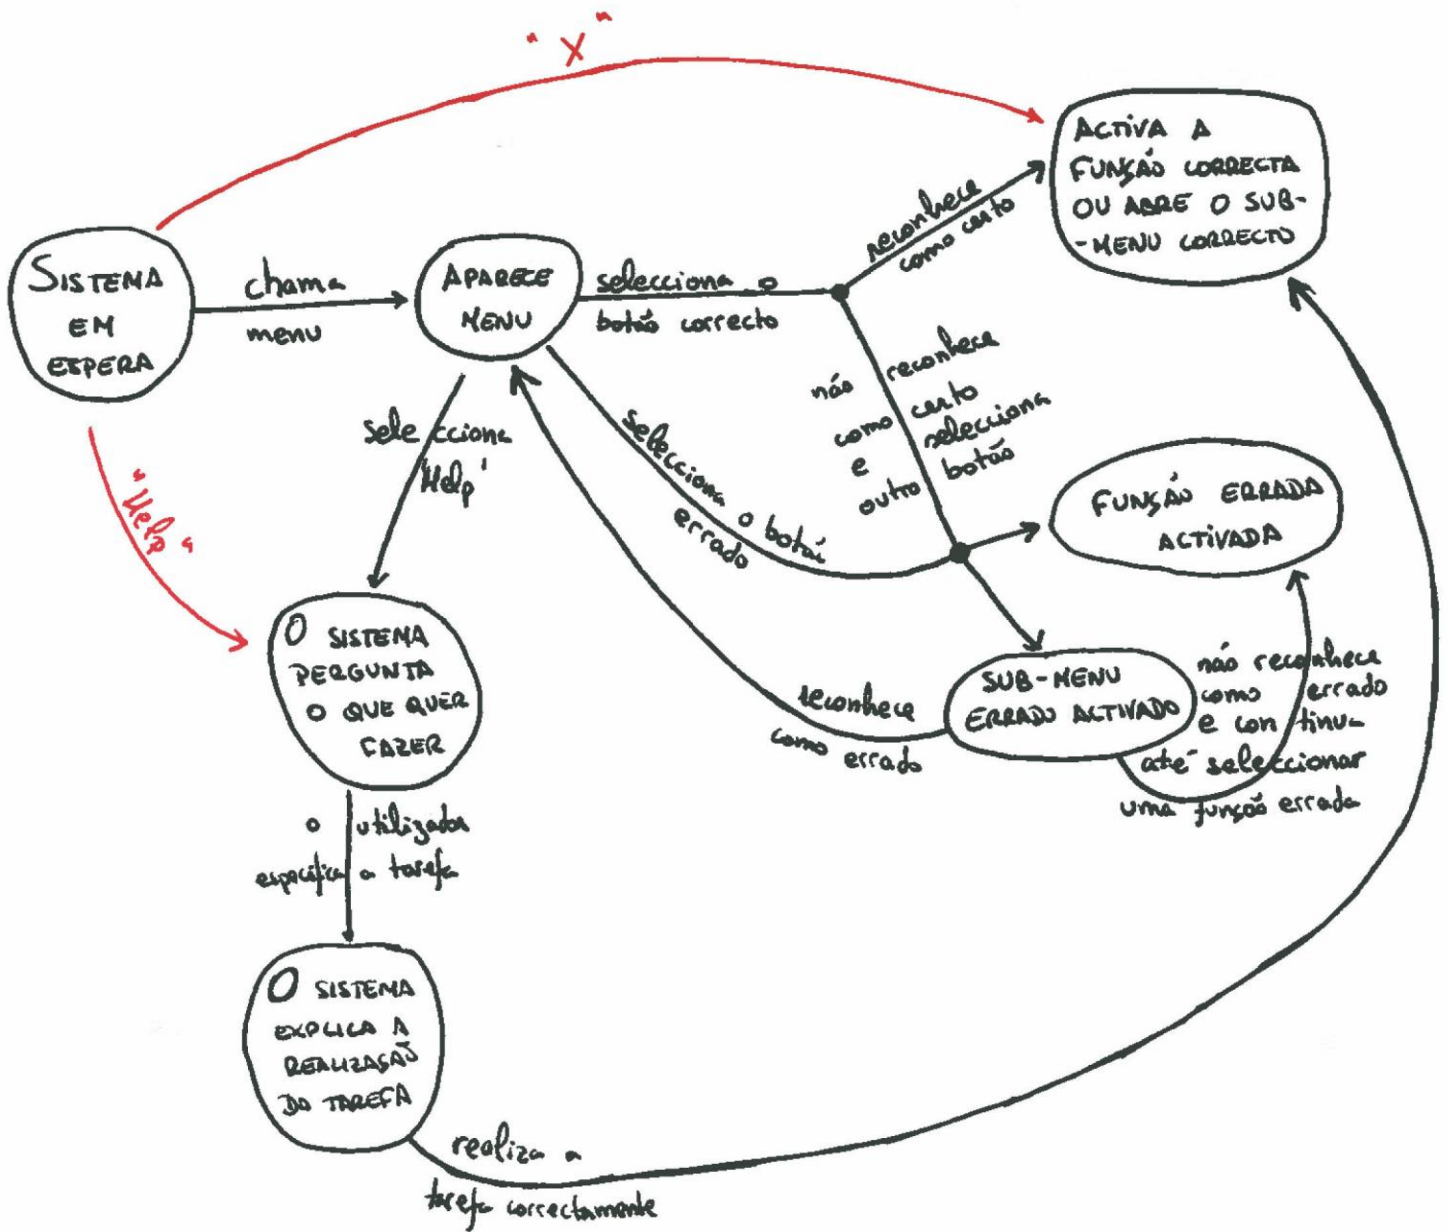 "X"
ACTIVA A
FUNÇÃO CORRECTA
OU ABRE O SUB-
-MENU CORRECTO
reconhece
como certo
SISTEMA
EM
ESPERA
chama
menu
APARECE
MENU
selecciona o
botão correcto
não reconhece
como certo
e selecciona
outro botão
selecciona
'Help'
selecciona o botão
errado
FUNÇÃO ERRADA
ACTIVADA
"Help"
O SISTEMA
PERGUNTA
O QUE QUER
FAZER
reconhece
como errado
SUB-MENU
ERRADO ACTIVADO
não reconhece
como errado
e continua
até seleccionar
uma função errada
o utilizador
especifica a tarefa
O SISTEMA
EXPLICA A
REALIZAÇÃO
DO TAREFA
realiza a
tarefa correctamente